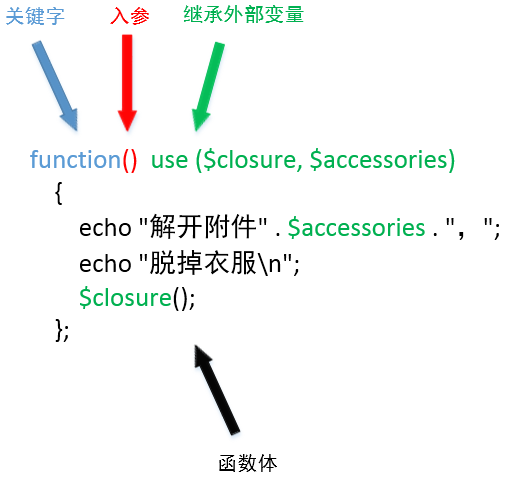 关键字 入参 继承外部变量
function() use ($closure, $accessories)
{
echo "解开附件" . $accessories . "，";
echo "脱掉衣服\n";
$closure();
};
函数体